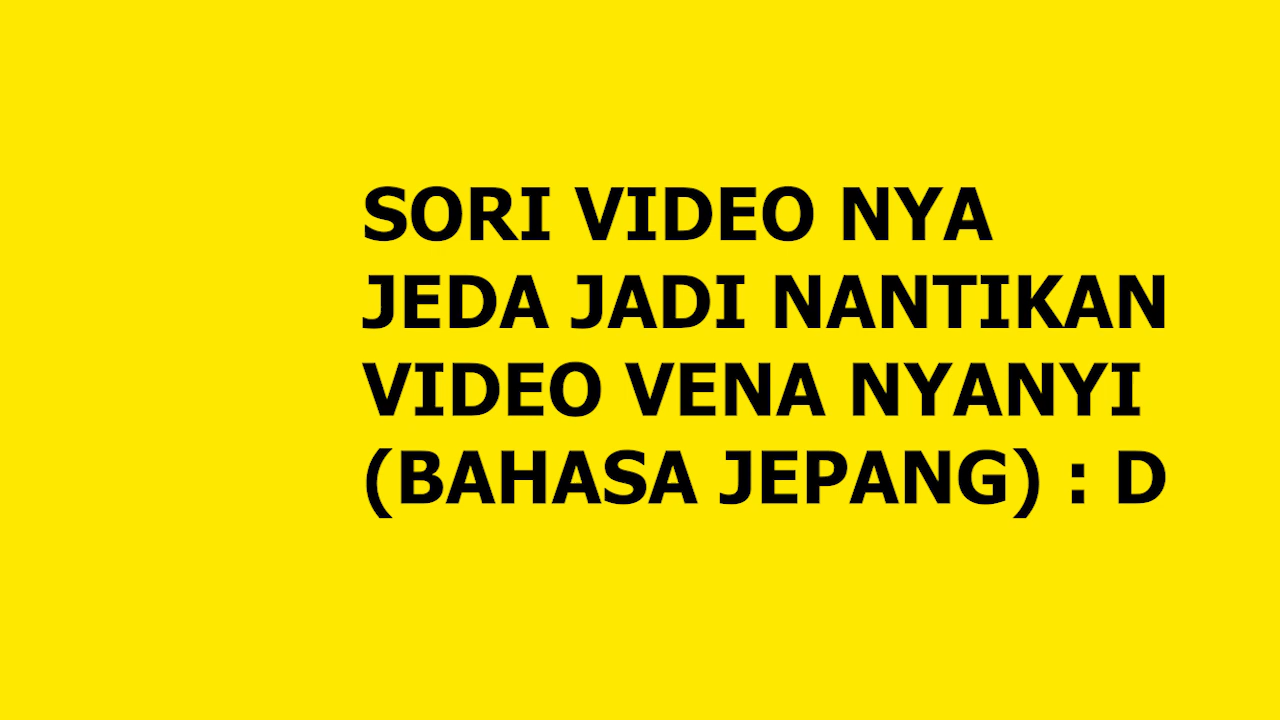 SORI VIDEO NYA
JEDA JADI NANTIKAN
VIDEO VENA NYANYI
(BAHASA JEPANG) : D